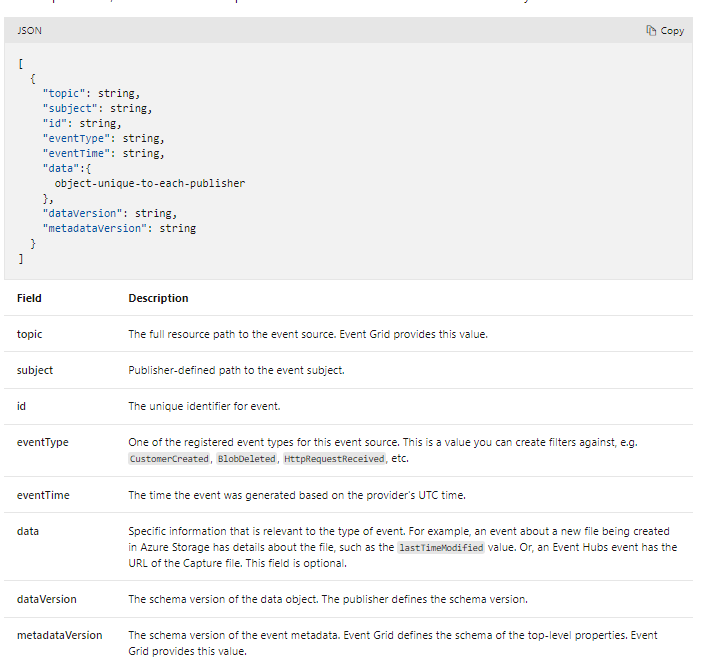 JSON
Copy
[
  {
    "topic": string,
    "subject": string,
    "id": string,
    "eventType": string,
    "eventTime": string,
    "data":{
      object-unique-to-each-publisher
    },
    "dataVersion": string,
    "metadataVersion": string
  }
]
Field Description
topic The full resource path to the event source. Event Grid provides this value.
subject Publisher-defined path to the event subject.
id The unique identifier for event.
eventType One of the registered event types for this event source. This is a value you can create filters against, e.g.
CustomerCreated, BlobDeleted, HttpRequestReceived, etc.
eventTime The time the event was generated based on the provider's UTC time.
data Specific information that is relevant to the type of event. For example, an event about a new file being created
in Azure Storage has details about the file, such as the lastTimeModified value. Or, an Event Hubs event has the
URL of the Capture file. This field is optional.
dataVersion The schema version of the data object. The publisher defines the schema version.
metadataVersion The schema version of the event metadata. Event Grid defines the schema of the top-level properties. Event
Grid provides this value.